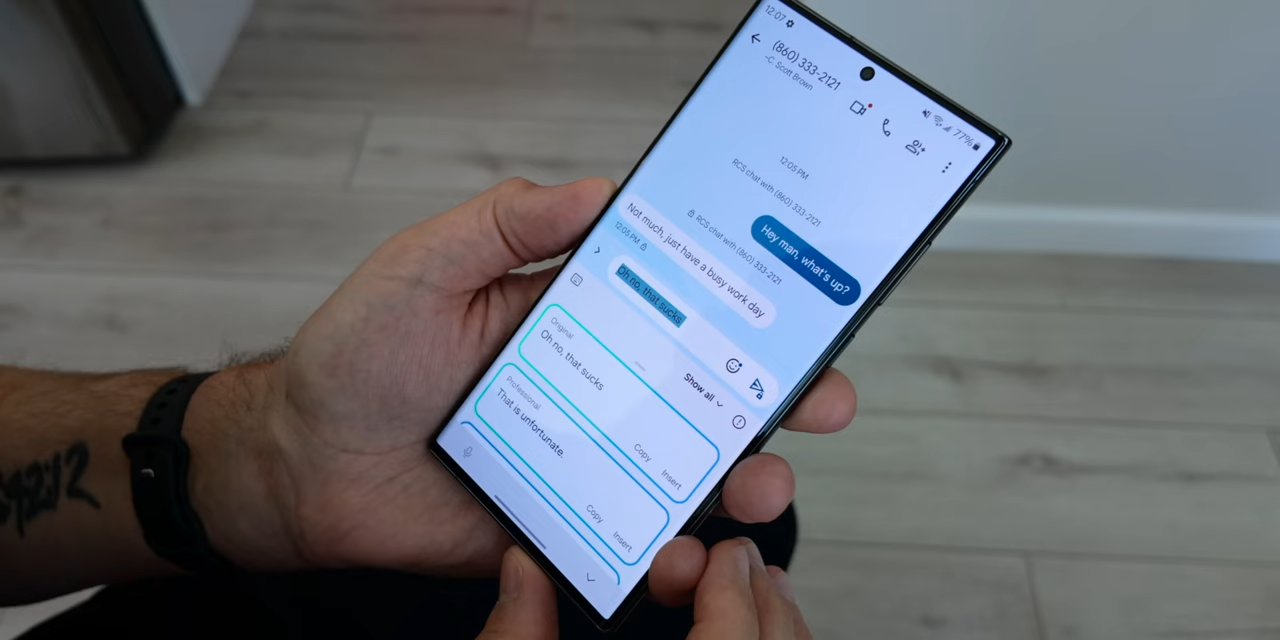 12:07
77%
(860) 333-2121
~C. Scott Brown
12:05 PM
RCS chat with (860) 333-2121
Hey man, what's up?
RCS chat with (860) 333-2121
Not much, just have a busy work day
12:05 PM
Oh no, that sucks
Show all
Original
Oh no, that sucks
Copy Insert
Professional
That is unfortunate.
Copy Insert